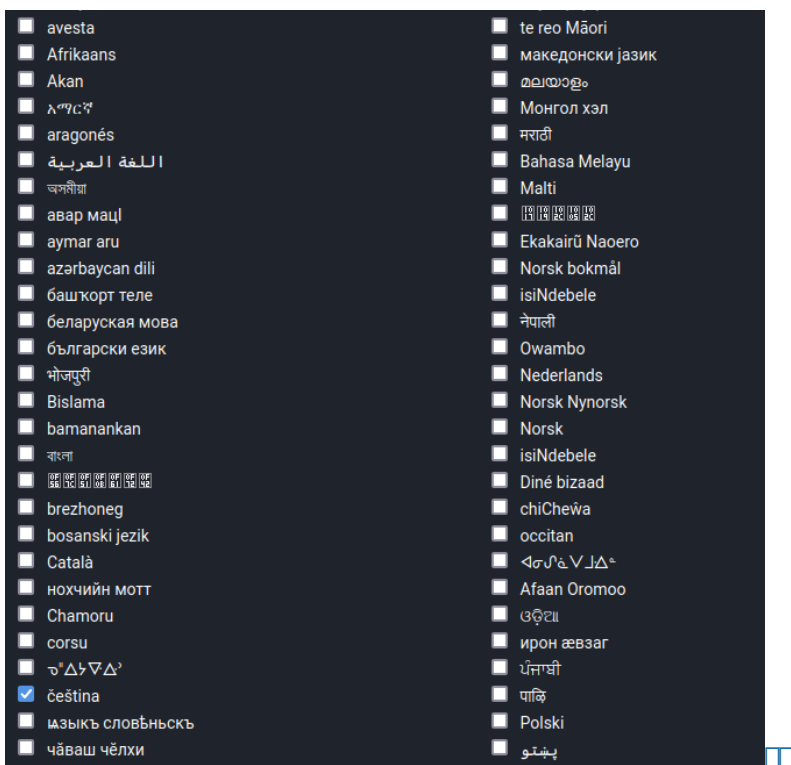 avesta
Afrikaans
Akan
አማርኛ
aragonés
اللغة العربية
অসমীয়া
авар мацӀ
aymar aru
azərbaycan dili
башҡорт теле
беларуская мова
български език
भोजपुरी
Bislama
bamanankan
বাংলা
brezhoneg
bosanski jezik
Català
нохчийн мотт
Chamoru
corsu
ᓀᐦᐃᔭᐍᐏᐣ
čeština
ѩзыкъ словѣньскъ
чӑваш чӗлхи
te reo Māori
македонски јазик
മലയാളം
Монгол хэл
मराठी
Bahasa Melayu
Malti
Ekakairũ Naoero
Norsk bokmål
isiNdebele
नेपाली
Owambo
Nederlands
Norsk Nynorsk
Norsk
isiNdebele
Diné bizaad
chiCheŵa
occitan
ᐊᓂᔑᓈᐯᒧᐎᓐ
Afaan Oromoo
ଓଡ଼ିଆ
ирон æвзаг
ਪੰਜਾਬੀ
पाऴि
Polski
پښتو